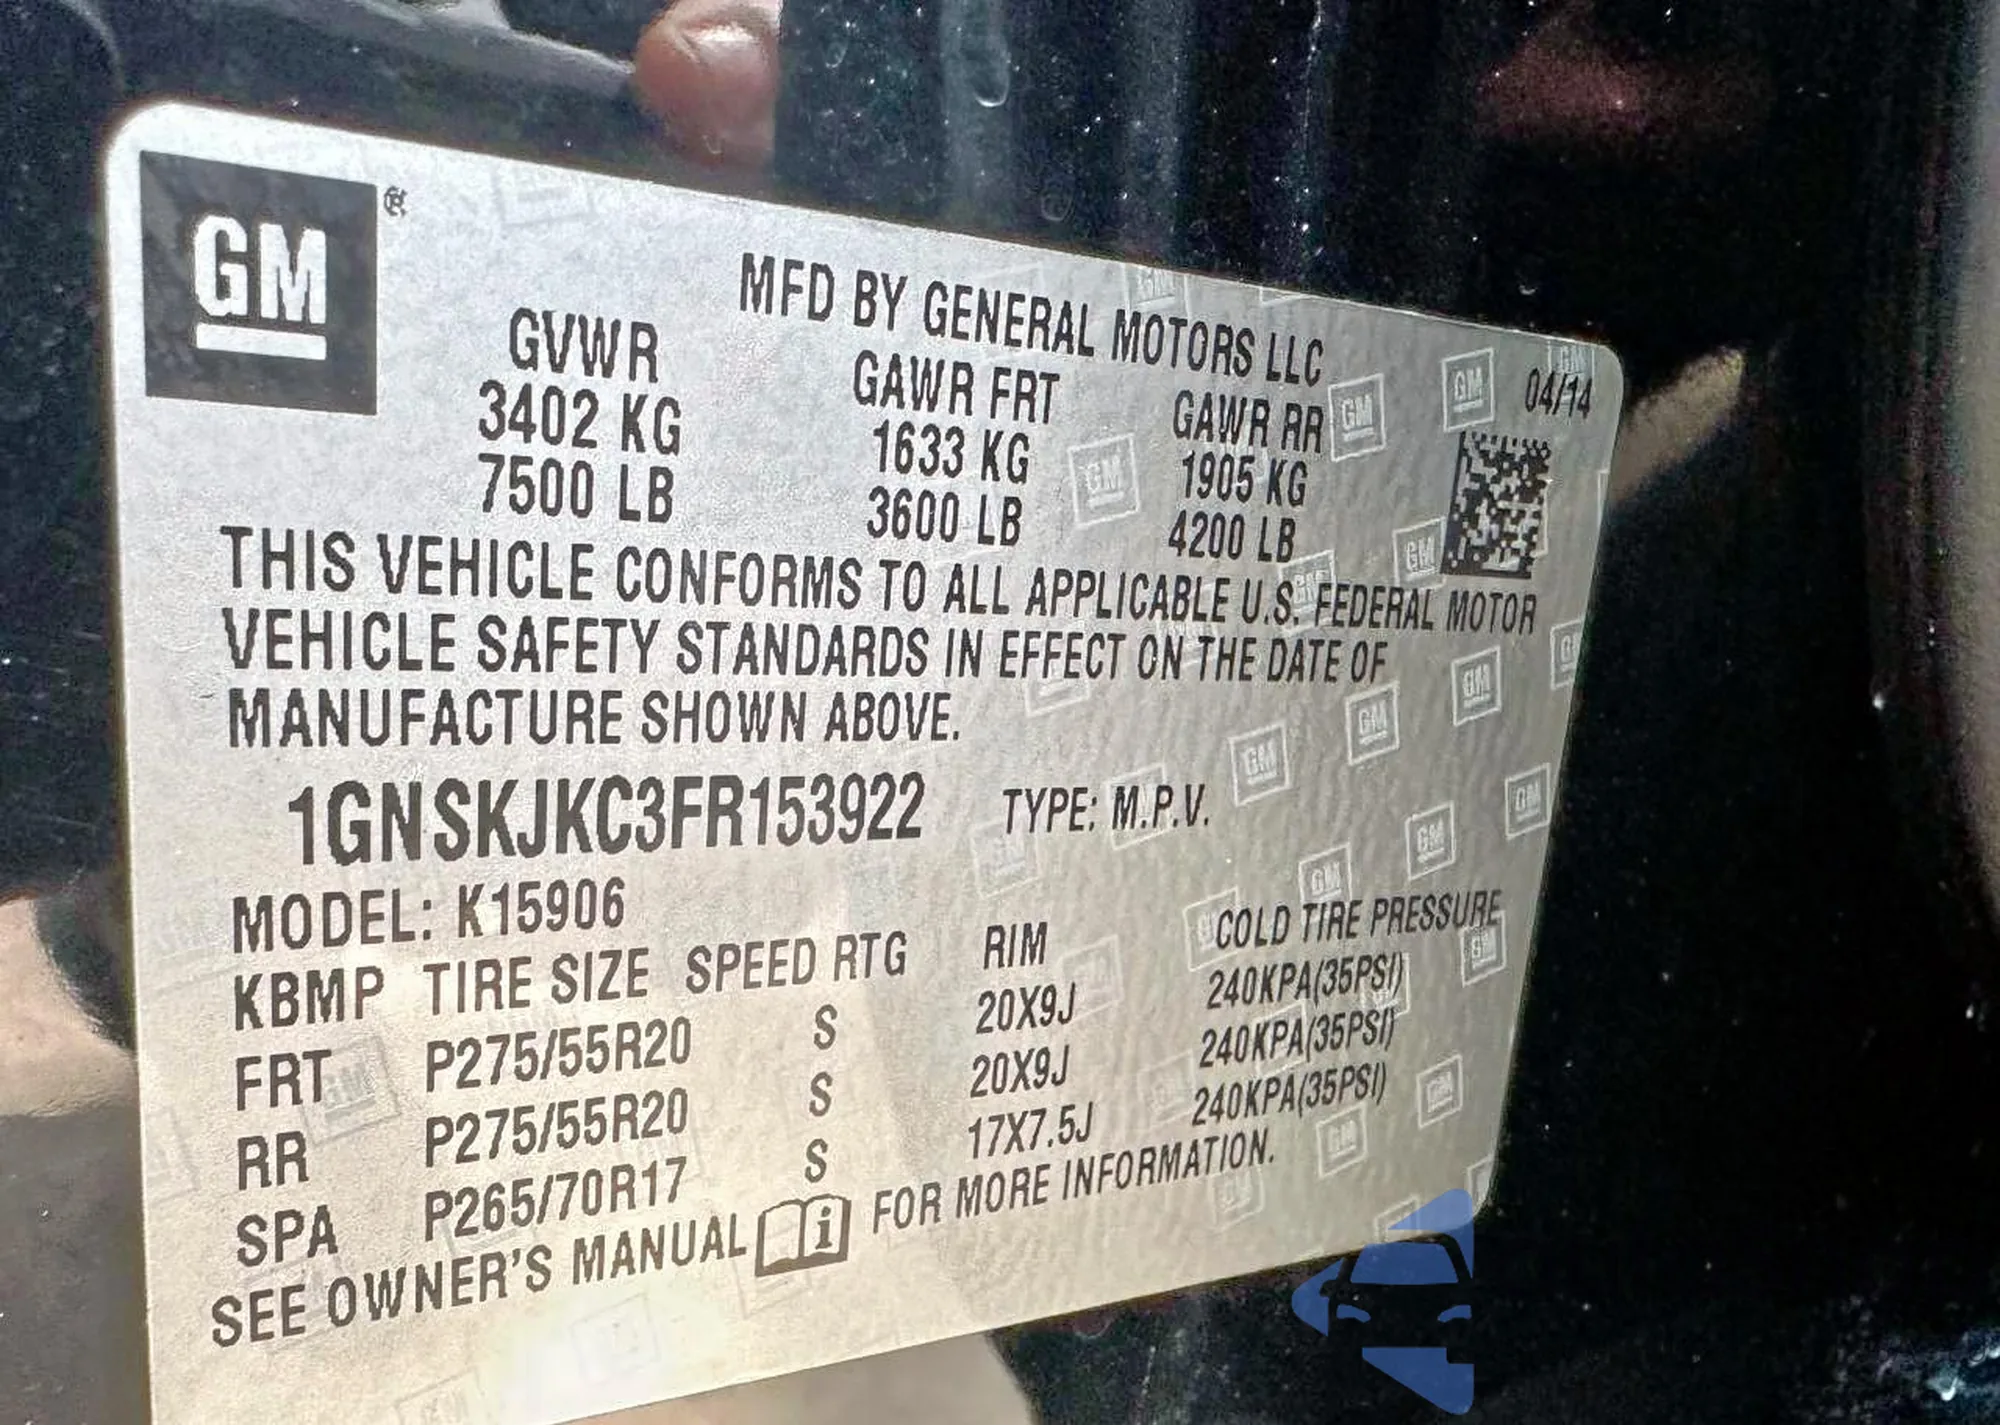 GM
MFD BY GENERAL MOTORS LLC
04/14
GVWR GAWR FRT GAWR RR
3402 KG 1633 KG 1905 KG
7500 LB 3600 LB 4200 LB
THIS VEHICLE CONFORMS TO ALL APPLICABLE U.S. FEDERAL MOTOR
VEHICLE SAFETY STANDARDS IN EFFECT ON THE DATE OF
MANUFACTURE SHOWN ABOVE.
1GNSKJKC3FR153922 TYPE: M.P.V.
MODEL: K15906
KBMP TIRE SIZE SPEED RTG RIM COLD TIRE PRESSURE
FRT P275/55R20 S 20X9J 240KPA(35PSI)
RR P275/55R20 S 20X9J 240KPA(35PSI)
SPA P265/70R17 S 17X7.5J 240KPA(35PSI)
SEE OWNER'S MANUAL i FOR MORE INFORMATION.